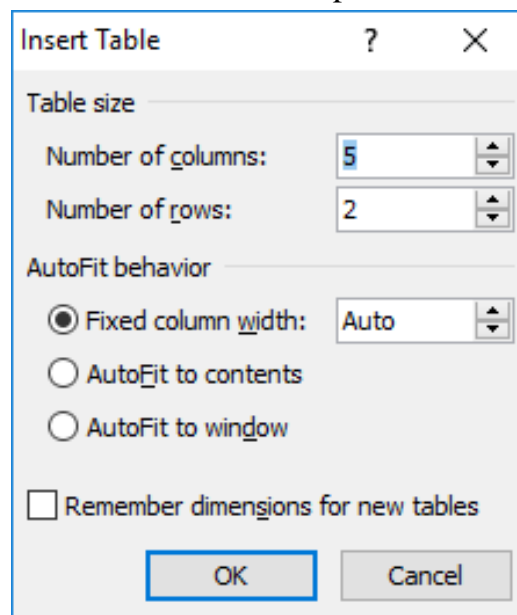 Insert Table ?
Table size
Number of columns: 5
Number of rows: 2
AutoFit behavior
Fixed column width: Auto
AutoFit to contents
AutoFit to window
Remember dimensions for new tables
OK Cancel